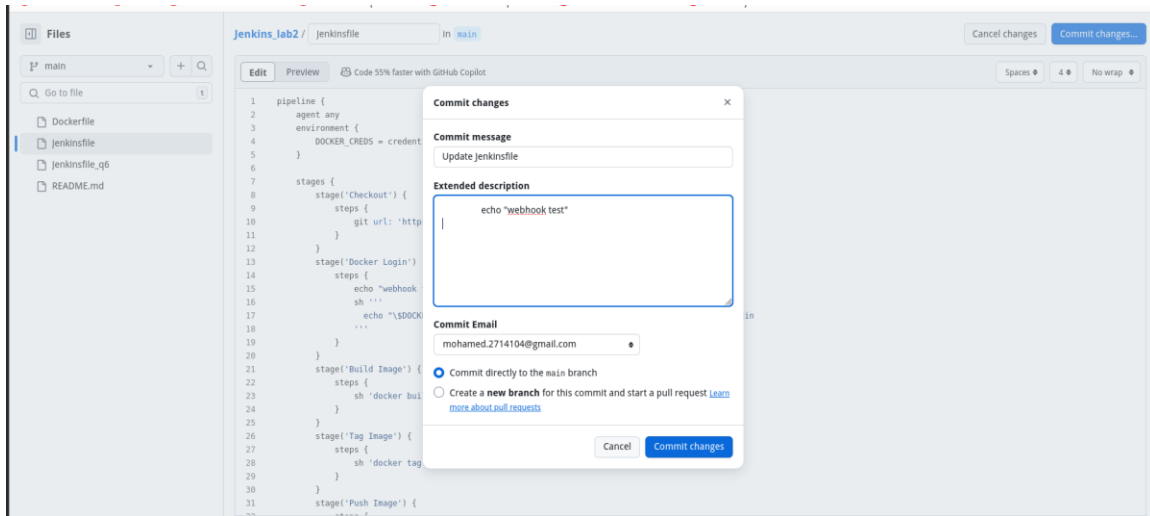 Files
main
Go to file
t
Dockerfile
Jenkinsfile
Jenkinsfile_q6
README.md
Jenkins_lab2 / Jenkinsfile in main
Cancel changes
Commit changes...
Edit Preview Code 55% faster with GitHub Copilot
Spaces 4 No wrap
1 pipeline {
2 agent any
3 environment {
4 DOCKER_CREDS = credent
5 }
6
7 stages {
8 stage('Checkout') {
9 steps {
10 git url: 'http
11 }
12 }
13 stage('Docker Login')
14 steps {
15 echo "webhook
16 sh '''
17 echo "\$DOCK in
18 '''
19 }
20 }
21 stage('Build Image') {
22 steps {
23 sh 'docker bui
24 }
25 }
26 stage('Tag Image') {
27 steps {
28 sh 'docker tag
29 }
30 }
31 stage('Push Image') {
Commit changes
Commit message
Update Jenkinsfile
Extended description
echo "webhook test"
Commit Email
mohamed.2714104@gmail.com
Commit directly to the main branch
Create a new branch for this commit and start a pull request Learn
more about pull requests
Cancel
Commit changes